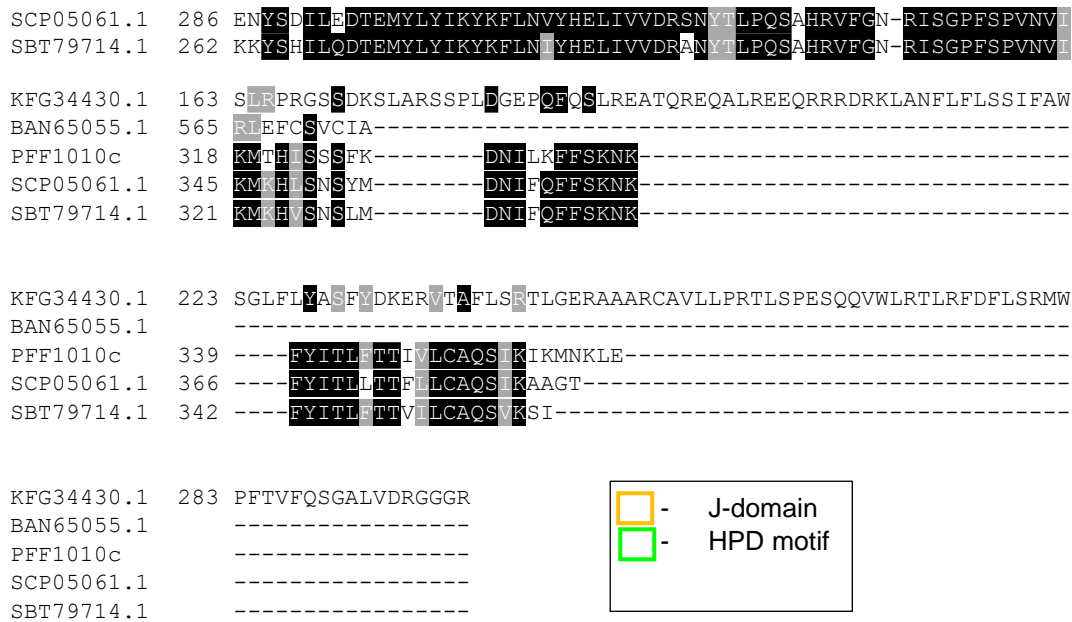 SCP05061.1 286 ENYSDILEDTEMYLYIKYKFLNVYHELIVVDRSNYTLPQSAHRVFGN-RISGPFSPVNVI
SBT79714.1 262 KKYSHILQDTEMYLYIKYKFLNIYHELIVVDRANYTLPQSAHRVFGN-RISGPFSPVNVI
KFG34430.1 163 SLRPRGSSDKSLARSSPLDGEPQFQSLREATQREQALREEQRRRDRKLANFLFLSSIFAW
BAN65055.1 565 RLEFCSVCIA--------------------------------------------------
PFF1010c 318 KMTHISSSFK--------DNILKFFSKNK-------------------------------
SCP05061.1 345 KMKHLSNSYM--------DNIFQFFSKNK-------------------------------
SBT79714.1 321 KMKHVSNSLM--------DNIFQFFSKNK-------------------------------
KFG34430.1 223 SGLFLYASFYDKERVTAFLSRTLGERAAARCAVLLPRTLSPESQQVWLRTLRFDFLSRMW
BAN65055.1 ------------------------------------------------------------
PFF1010c 339 ----FYITLFTTIVLCAQSIKIKMNKLE--------------------------------
SCP05061.1 366 ----FYITLLTTFLLCAQSIKAAGT-----------------------------------
SBT79714.1 342 ----FYITLFTTVILCAQSVKSI-------------------------------------
KFG34430.1 283 PFTVFQSGALVDRGGGR
BAN65055.1 -----------------
PFF1010c -----------------
SCP05061.1 -----------------
SBT79714.1 -----------------
- J-domain
- HPD motif